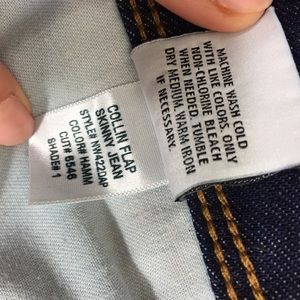 COLLIN FLAP
SKINNY JEAN
STYLE# NW422DAP
COLOR# HAMM
CUT# 6546
SHADE# 1
MACHINE WASH COLD
WITH LIKE COLORS. ONLY
NON-CHLORINE BLEACH
WHEN NEEDED. TUMBLE
DRY MEDIUM. WARM IRON
IF NECESSARY.